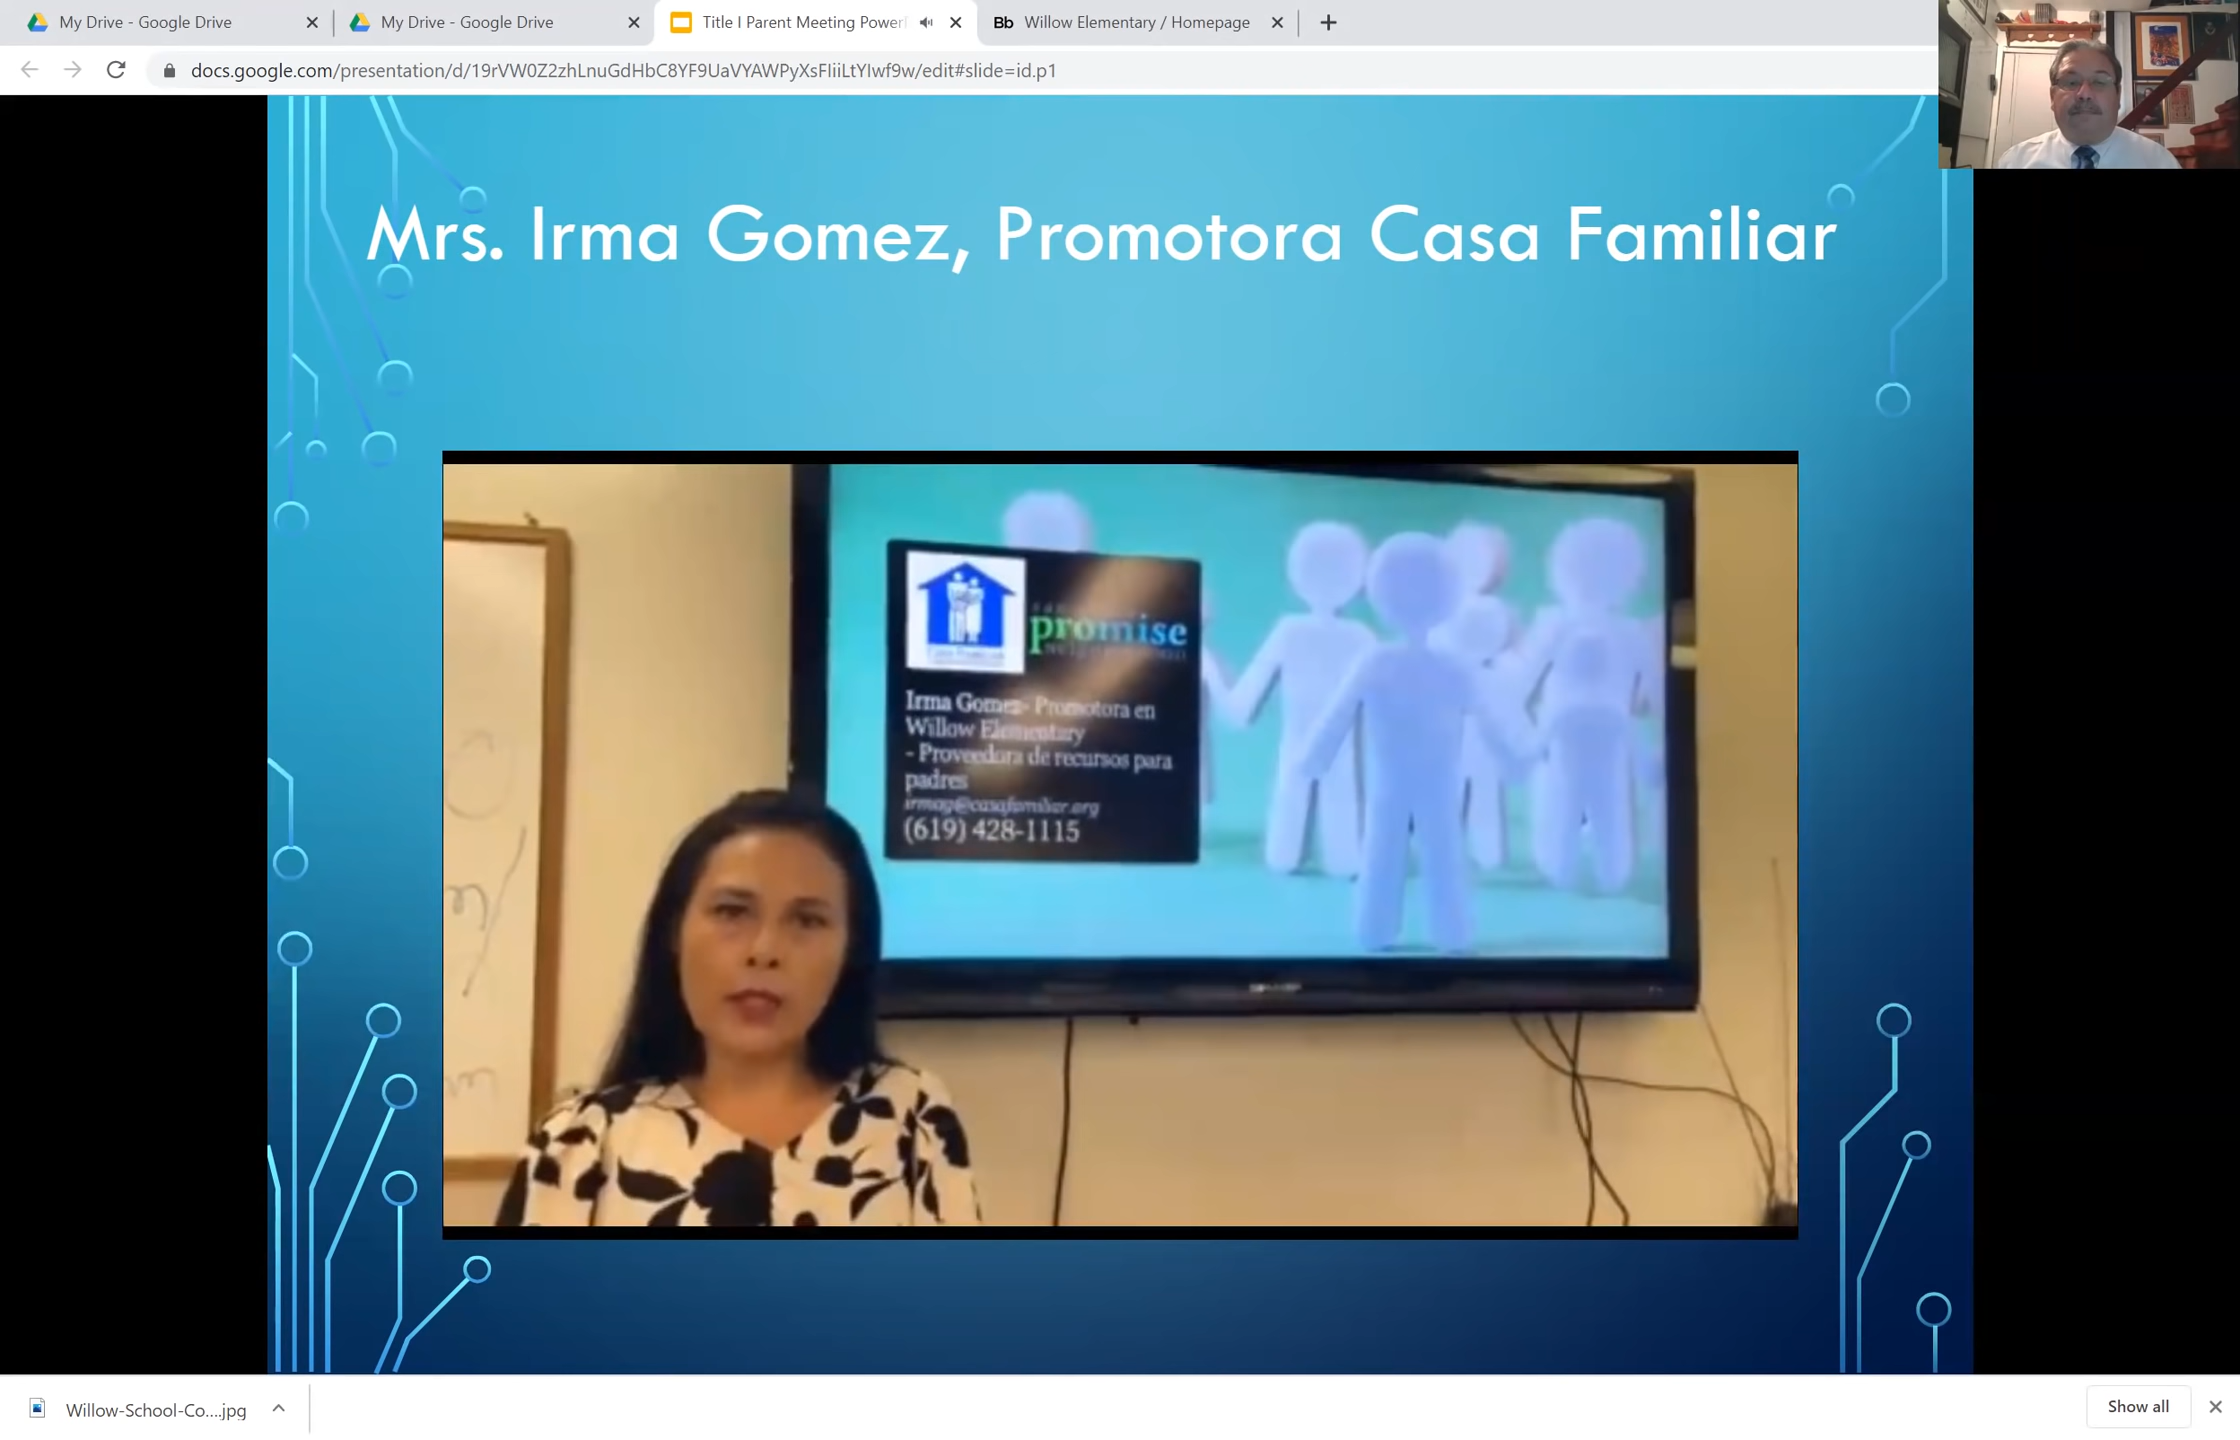 My Drive - Google Drive
My Drive - Google Drive
Title I Parent Meeting Power
Bb Willow Elementary / Homepage
docs.google.com/presentation/d/19rVW0Z2zhLnuGdHbC8YF9UaVYAWPyXsFIiiLtYIwf9w/edit#slide=id.p1
Mrs. Irma Gomez, Promotora Casa Familiar
promise
Irma Gomez- Promotora en
Willow Elementary
- Proveedora de recursos para
padres
irmag@casafamiliar.org
(619) 428-1115
Willow-School-Co....jpg
Show all